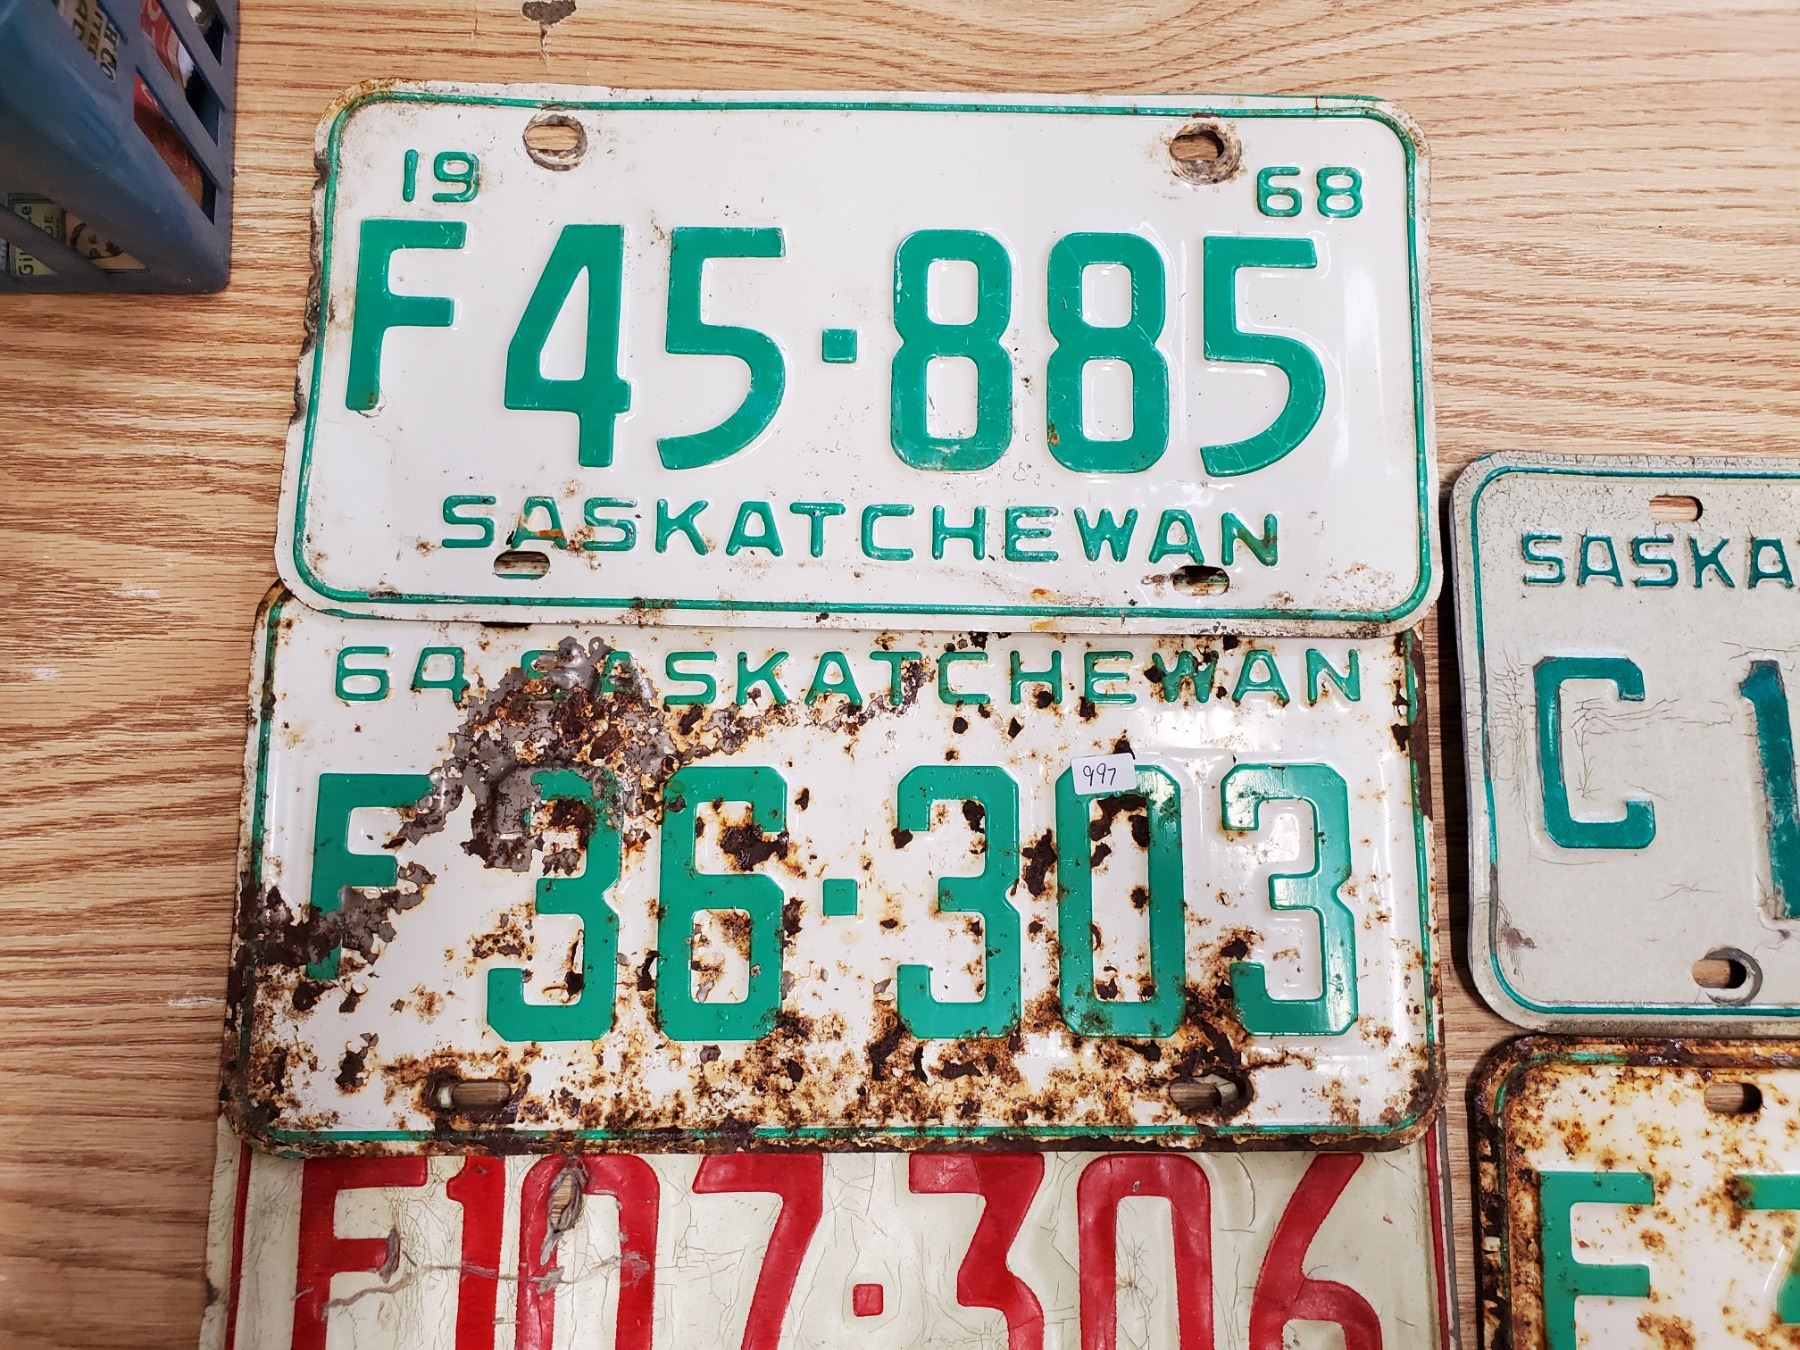 19 68
F45·885
SASKATCHEWAN
64 SASKATCHEWAN
997
F36·303
F107·306
SASKA
C 1
F